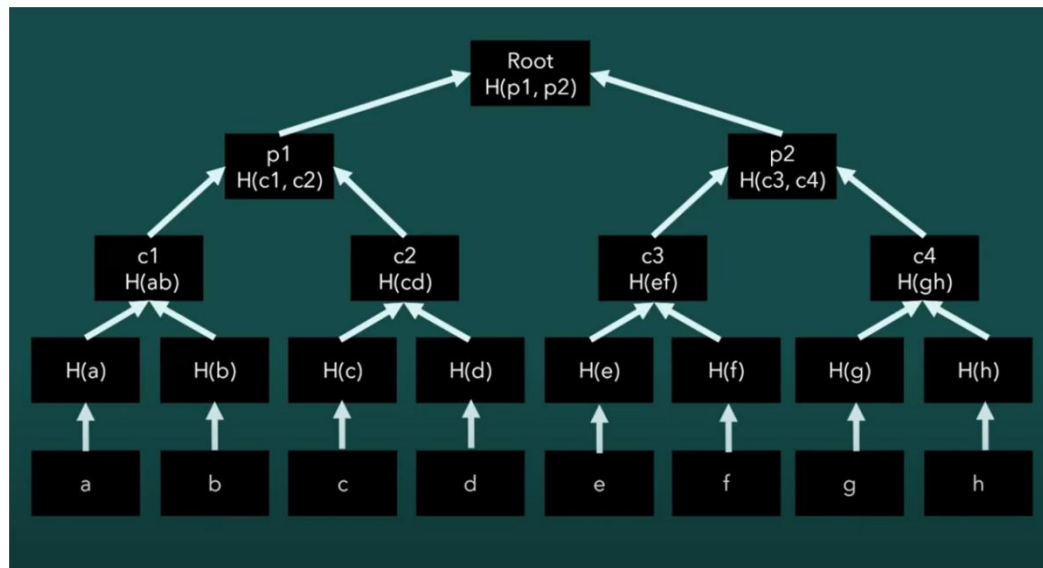 Root
H(p1, p2)
p1
H(c1, c2)
p2
H(c3, c4)
c1
H(ab)
c2
H(cd)
c3
H(ef)
c4
H(gh)
H(a)
H(b)
H(c)
H(d)
H(e)
H(f)
H(g)
H(h)
a
b
c
d
e
f
g
h